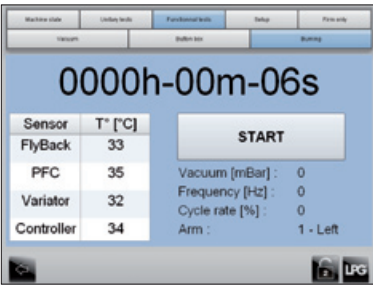 Machine state Unitary tests Functionnal tests Setup Firm only
Vacuum Button box Burning
0000h-00m-06s
Sensor T° [°C]
FlyBack 33
PFC 35
Variator 32
Controller 34
START
Vacuum [mBar] : 0
Frequency [Hz] : 0
Cycle rate [%] : 0
Arm : 1 - Left
LPG